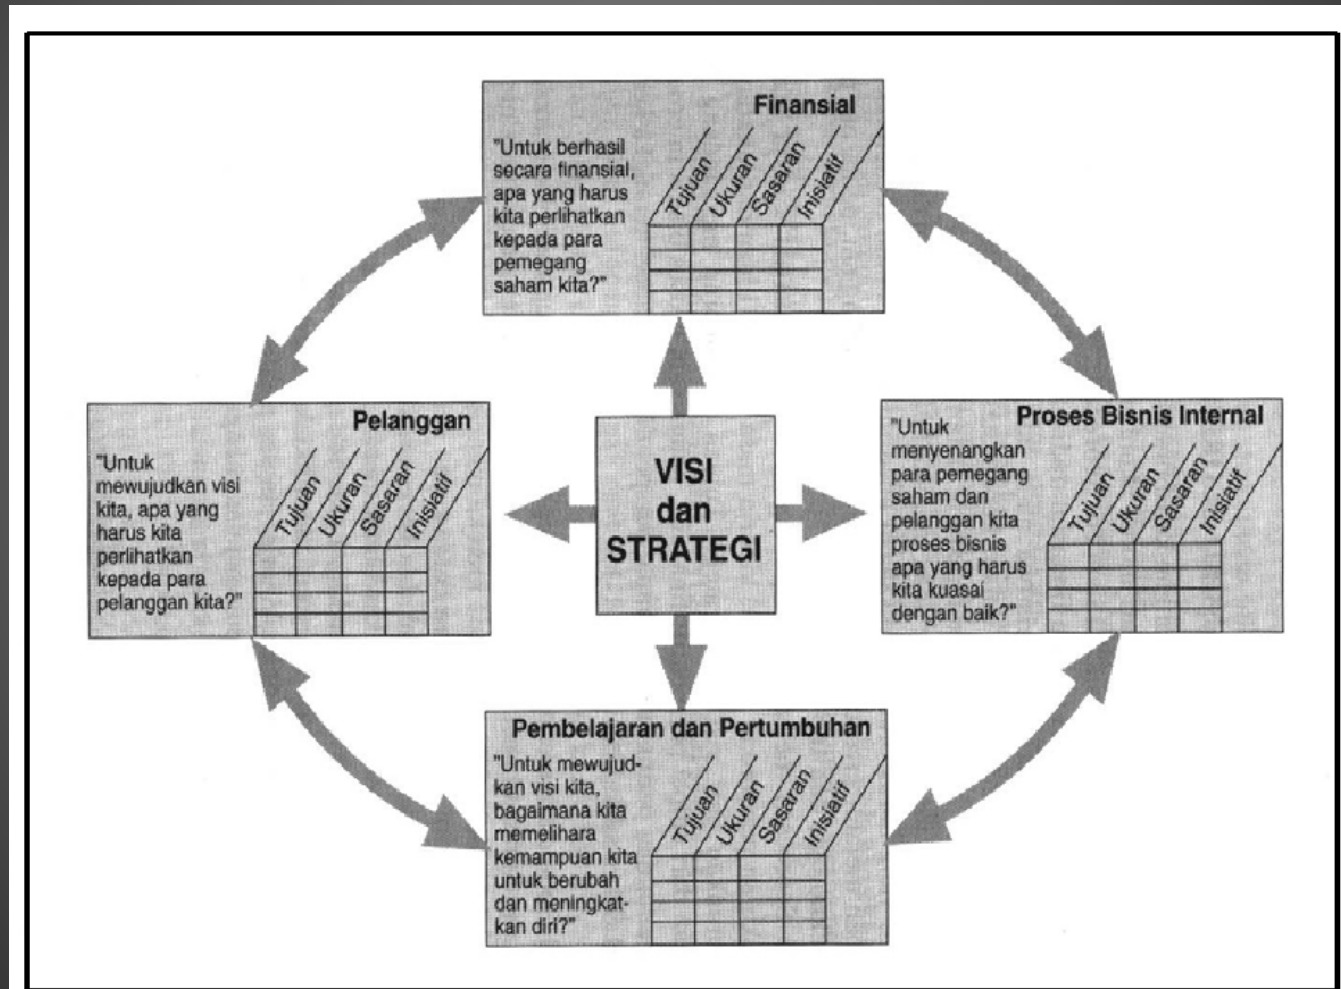 Finansial
"Untuk berhasil
secara finansial,
apa yang harus
kita perlihatkan
kepada para
pemegang
saham kita?"
Tujuan
Ukuran
Sasaran
Inisiatif
Pelanggan
"Untuk
mewujudkan visi
kita, apa yang
harus kita
perlihatkan
kepada para
pelanggan kita?"
Tujuan
Ukuran
Sasaran
Inisiatif
VISI
dan
STRATEGI
Proses Bisnis Internal
"Untuk
menyenangkan
para pemegang
saham dan
pelanggan kita
proses bisnis
apa yang harus
kita kuasai
dengan baik?"
Tujuan
Ukuran
Sasaran
Inisiatif
Pembelajaran dan Pertumbuhan
"Untuk mewujud-
kan visi kita,
bagaimana kita
memelihara
kemampuan kita
untuk berubah
dan meningkat-
kan diri?"
Tujuan
Ukuran
Sasaran
Inisiatif